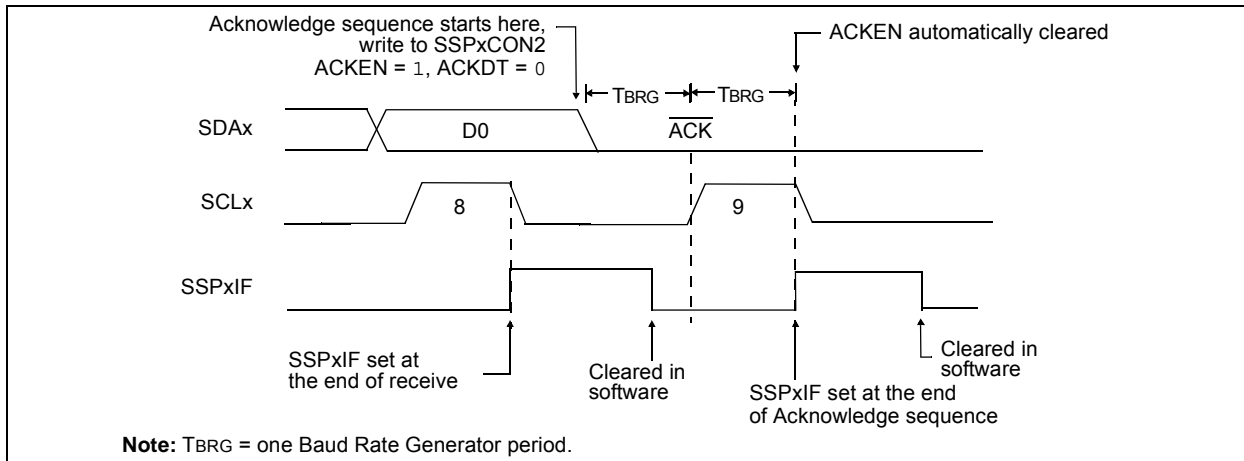 Acknowledge sequence starts here,
write to SSPxCON2
ACKEN = 1, ACKDT = 0
ACKEN automatically cleared
TBRG
TBRG
SDAx
D0
ACK
SCLx
8
9
SSPxIF
SSPxIF set at
the end of receive
Cleared in
software
SSPxIF set at the end
of Acknowledge sequence
Cleared in
software
Note: TBRG = one Baud Rate Generator period.